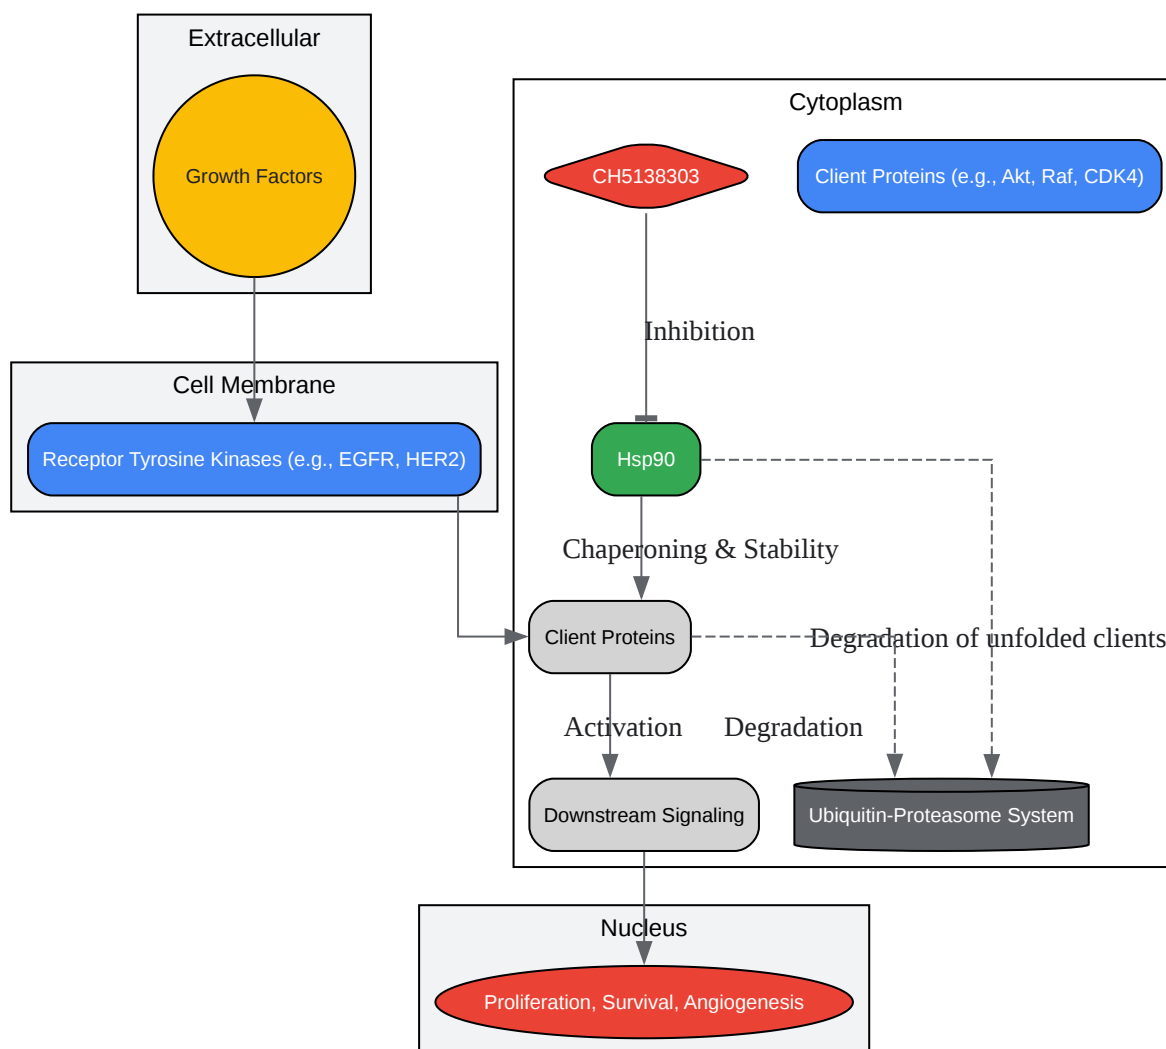 Extracellular
Growth Factors
Cytoplasm
CH5138303
Client Proteins (e.g., Akt, Raf, CDK4)
Inhibition
Cell Membrane
Receptor Tyrosine Kinases (e.g., EGFR, HER2)
Hsp90
Chaperoning & Stability
Client Proteins
Degradation of unfolded clients
Activation
Degradation
Downstream Signaling
Ubiquitin-Proteasome System
Nucleus
Proliferation, Survival, Angiogenesis